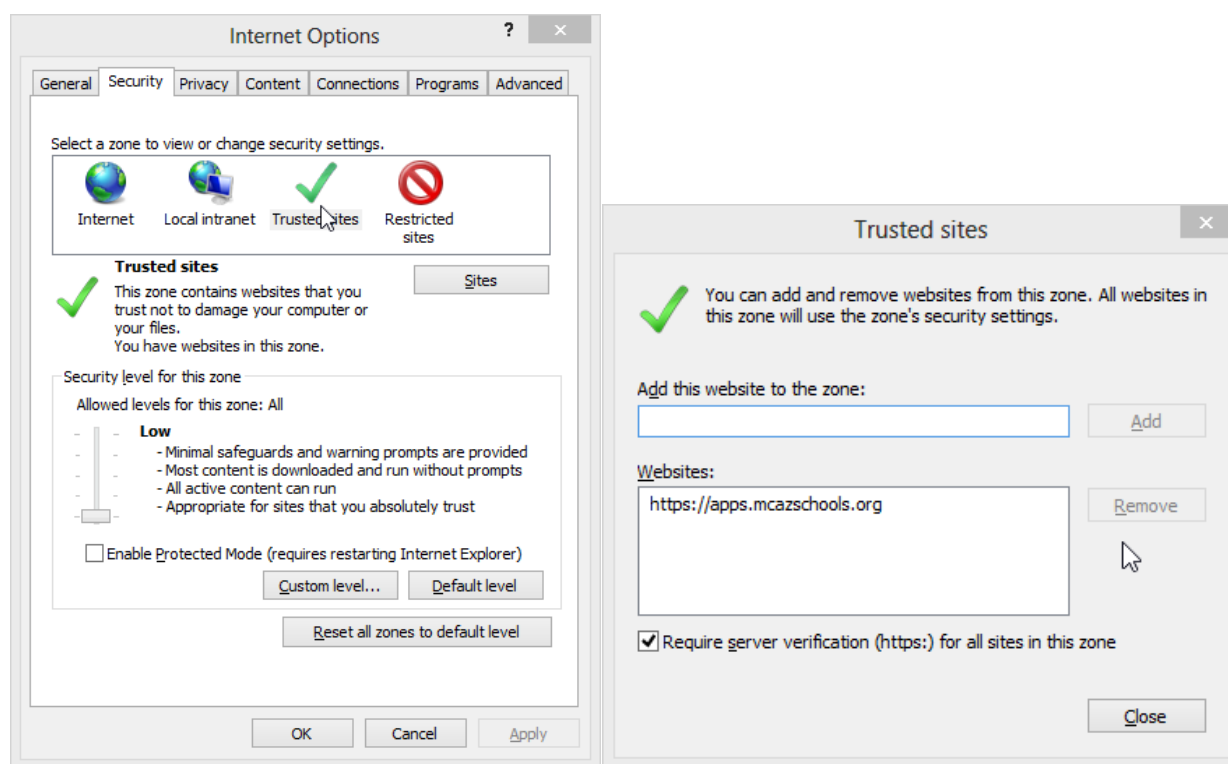 Internet Options
?
×
General Security Privacy Content Connections Programs Advanced
Select a zone to view or change security settings.
Internet
Local intranet
Trusted sites
Restricted
sites
Trusted sites
This zone contains websites that you
trust not to damage your computer or
your files.
You have websites in this zone.
Sites
Security level for this zone
Allowed levels for this zone: All
Low
- Minimal safeguards and warning prompts are provided
- Most content is downloaded and run without prompts
- All active content can run
- Appropriate for sites that you absolutely trust
Enable Protected Mode (requires restarting Internet Explorer)
Custom level... Default level
Reset all zones to default level
OK Cancel Apply
Trusted sites
×
You can add and remove websites from this zone. All websites in
this zone will use the zone's security settings.
Add this website to the zone:
Add
Websites:
https://apps.mcazschools.org
Remove
Require server verification (https:) for all sites in this zone
Close